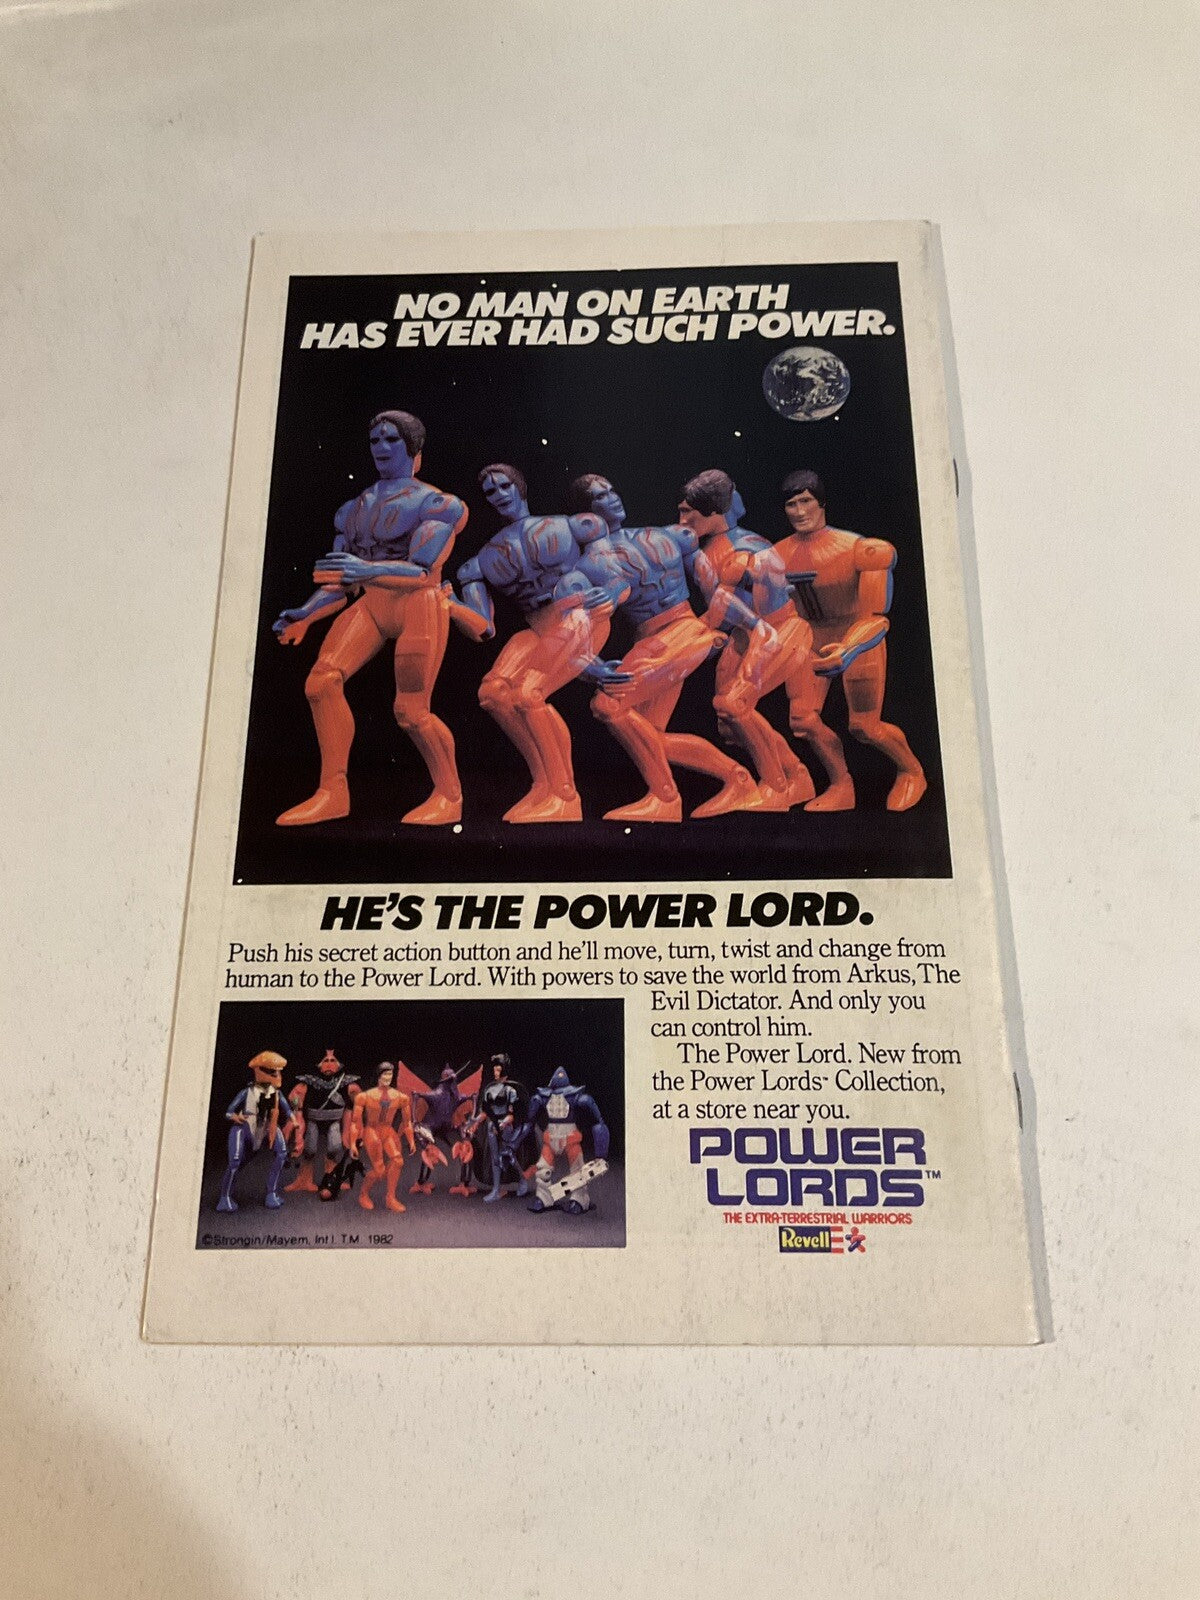 NO MAN ON EARTH
HAS EVER HAD SUCH POWER.
HE'S THE POWER LORD.
Push his secret action button and he'll move, turn, twist and change from
human to the Power Lord. With powers to save the world from Arkus, The
Evil Dictator. And only you
can control him.
The Power Lord. New from
the Power Lords™ Collection,
at a store near you.
POWER
LORDS™
THE EXTRA-TERRESTRIAL WARRIORS
Revell
©Strongin/Mayem, Int'l. T.M. 1982